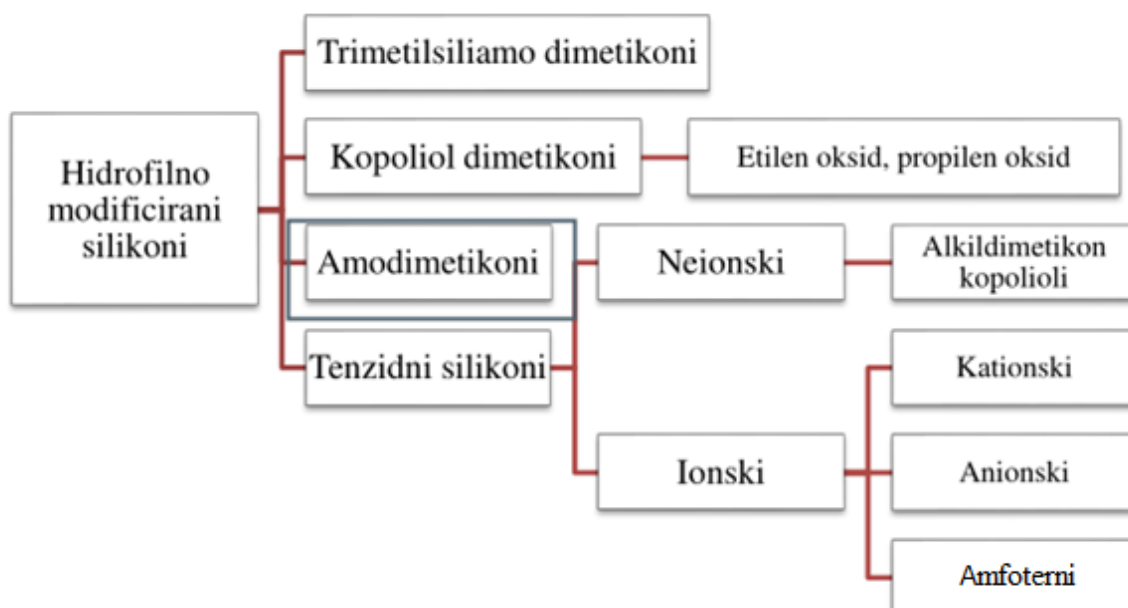 Hidrofilno
modificirani
silikoni
Trimetilsiliamo dimetikoni
Kopoliol dimetikoni
Etilen oksid, propilen oksid
Amodimetikoni
Tenzidni silikoni
Neionski
Alkildimetikon
kopolioli
Ionski
Kationski
Anionski
Amfoterni